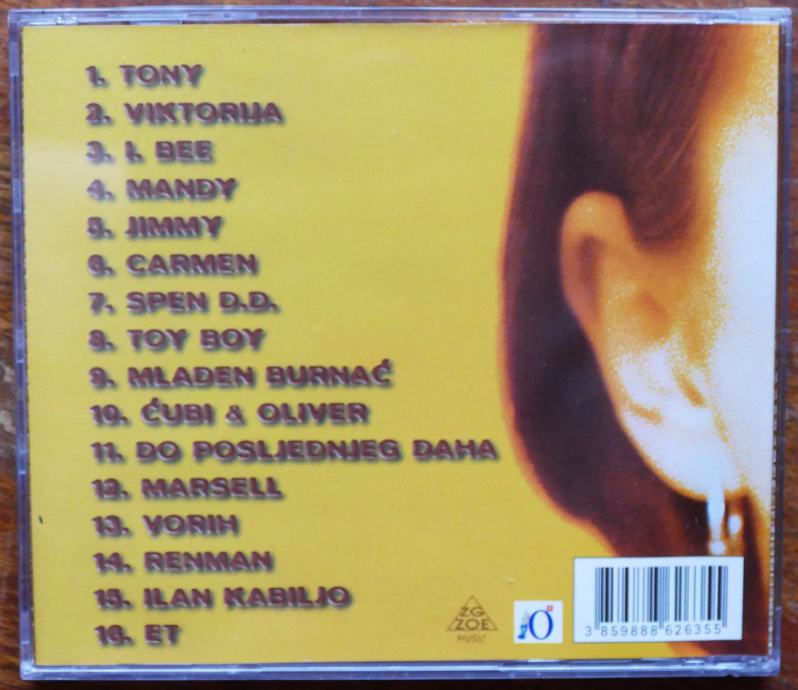 1. TONY
2. VIKTORIJA
3. I. BEE
4. MANDY
5. JIMMY
6. CARMEN
7. SPEN D.D.
8. TOY BOY
9. MLADEN BURNAĆ
10. ĆUBI & OLIVER
11. DO POSLJEDNJEG DAHA
12. MARSELL
13. VORIH
14. RENMAN
15. ILAN KABILJO
16. ET
ZG
ZOE
MUSIC
O
3 859888 626355